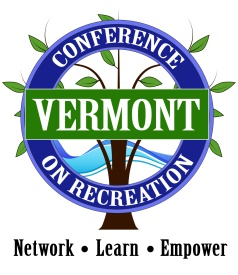 CONFERENCE
VERMONT
ON RECREATION
Network • Learn • Empower